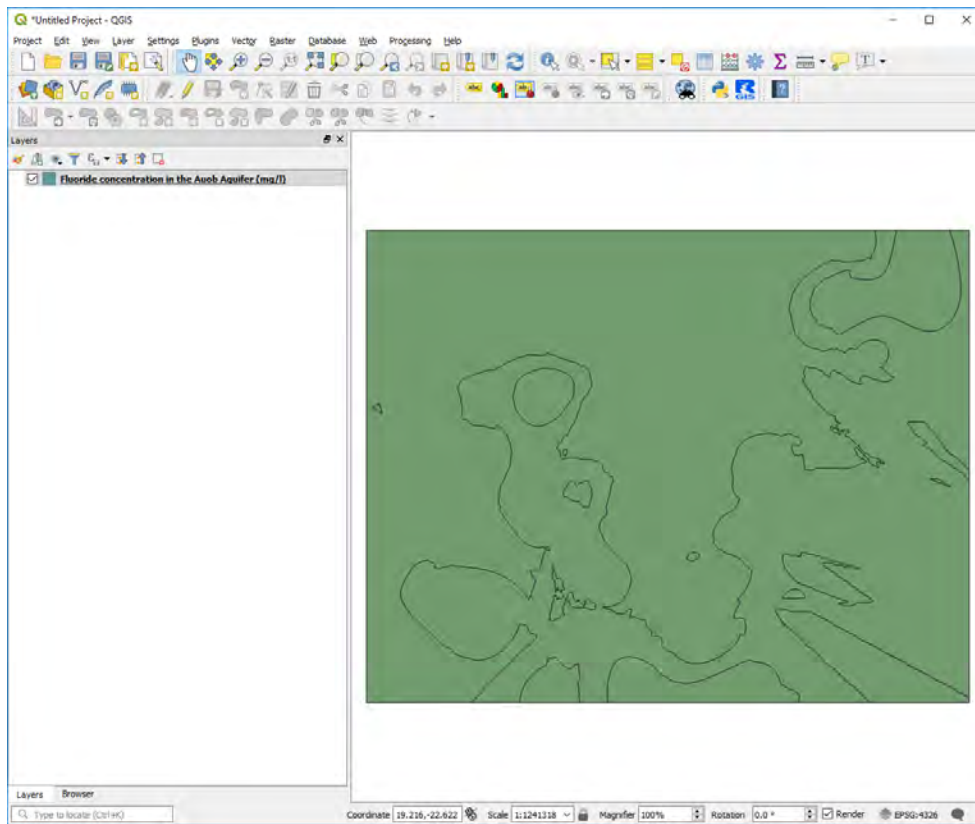 *Untitled Project - QGIS
Project Edit View Layer Settings Plugins Vector Raster Database Web Processing Help
Layers
Fluoride concentration in the Auob Aquifer (mg/l)
Layers Browser
Type to locate (Ctrl+K) Coordinate 19.216,-22.622 Scale 1:1241318 Magnifier 100% Rotation 0.0 ° Render EPSG:4326